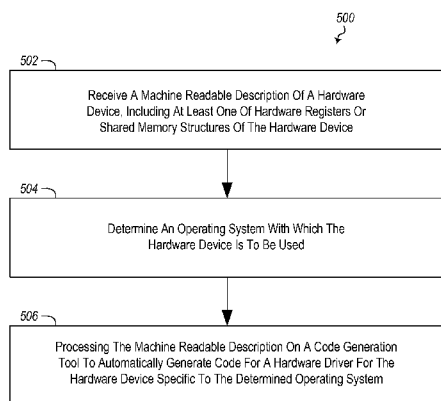 500
502
Receive A Machine Readable Description Of A Hardware
Device, Including At Least One Of Hardware Registers Or
Shared Memory Structures Of The Hardware Device
504
Determine An Operating System With Which The
Hardware Device Is To Be Used
506
Processing The Machine Readable Description On A Code Generation
Tool To Automatically Generate Code For A Hardware Driver For The
Hardware Device Specific To The Determined Operating System